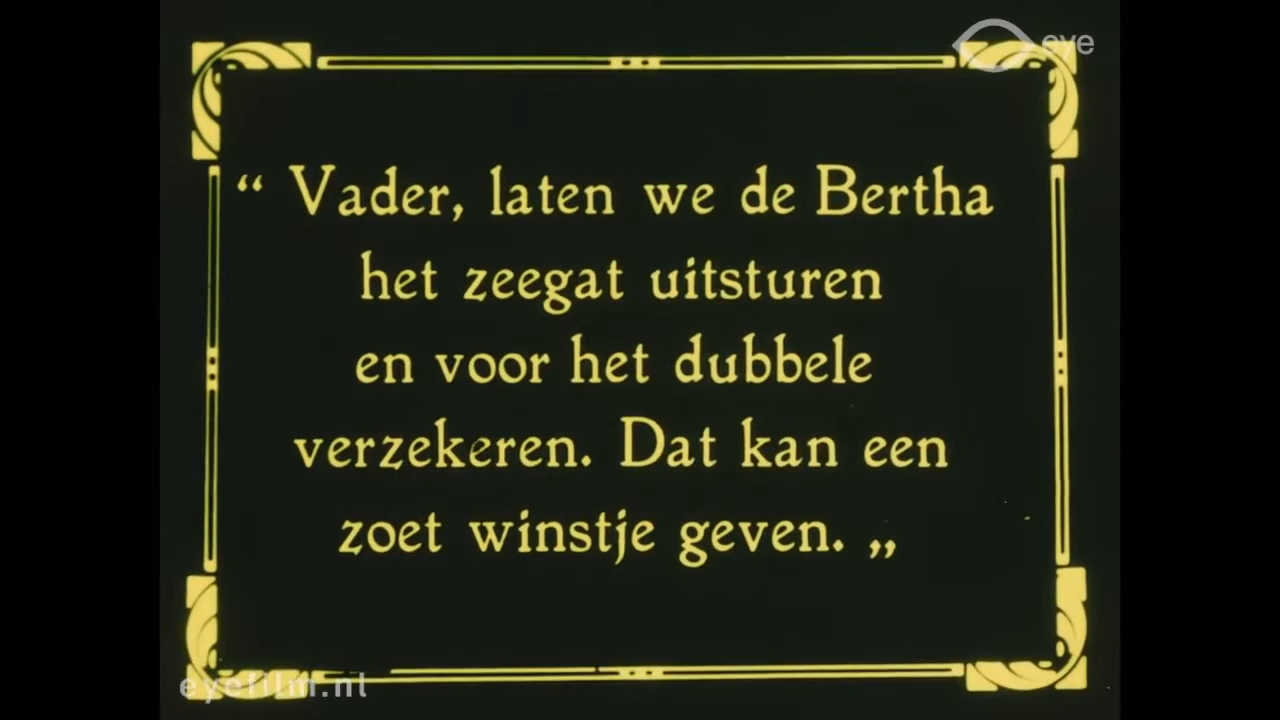 eye
“ Vader, laten we de Bertha
het zeegat uitsturen
en voor het dubbele
verzekeren. Dat kan een
zoet winstje geven. „
eyefilm.nl